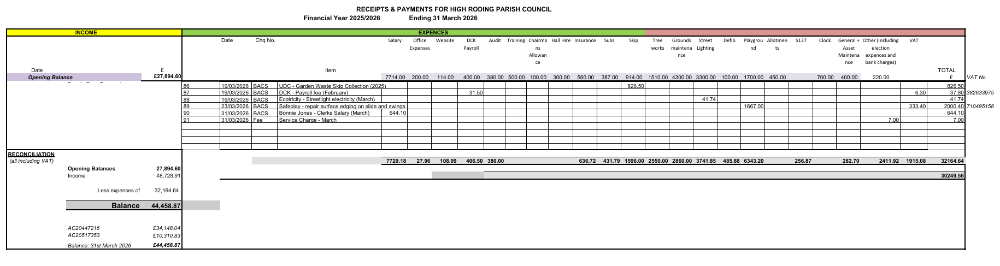 RECEIPTS & PAYMENTS FOR HIGH RODING PARISH COUNCIL
Financial Year 2025/2026 Ending 31 March 2026
INCOME EXPENCES
Date Chq No. Salary Office Expenses Website DCK Payroll Audit Training Chairma ns Allowan ce Hall Hire Insurance Subs Skip Tree works Grounds maintena nce Street Lighting Defib Playgrou nd Allotmen ts S137 Clock General + Asset Maintena nce Other (including election expences and bank charges) VAT
Date £ Item TOTAL
Opening Balance £27,894.60 7714.00 200.00 114.00 400.00 380.00 500.00 100.00 300.00 560.00 387.00 914.00 1510.00 4300.00 3300.00 100.00 1700.00 450.00 700.00 400.00 220.00 £ VAT No
86 19/03/2026 BACS UDC - Garden Waste Skip Collection (2025) 826.50 826.50
87 19/03/2026 BACS DCK - Payroll fee (February) 31.50 6.30 37.80 382633975
88 19/03/2026 BACS Ecotricity - Streetlight electricity (March) 41.74 41.74
89 23/03/2026 BACS Safeplay - repair surface edging on slide and swings 1667.00 333.40 2000.40 710495158
90 31/03/2026 BACS Bonnie Jones - Clerks Salary (March) 644.10 644.10
91 31/03/2026 Fee Service Charge - March 7.00 7.00
RECONCILIATION
(all including VAT) 7729.18 27.96 108.99 406.50 380.00 636.72 431.79 1596.00 2550.00 2860.00 3741.85 485.88 6343.20 256.87 282.70 2411.92 1915.08 32164.64
Opening Balances 27,894.60
Income 48,728.91 30249.56
Less expenses of 32,164.64
Balance 44,458.87
AC20447216 £34,148.04
AC20517353 £10,310.83
Balance: 31st March 2026 £44,458.87